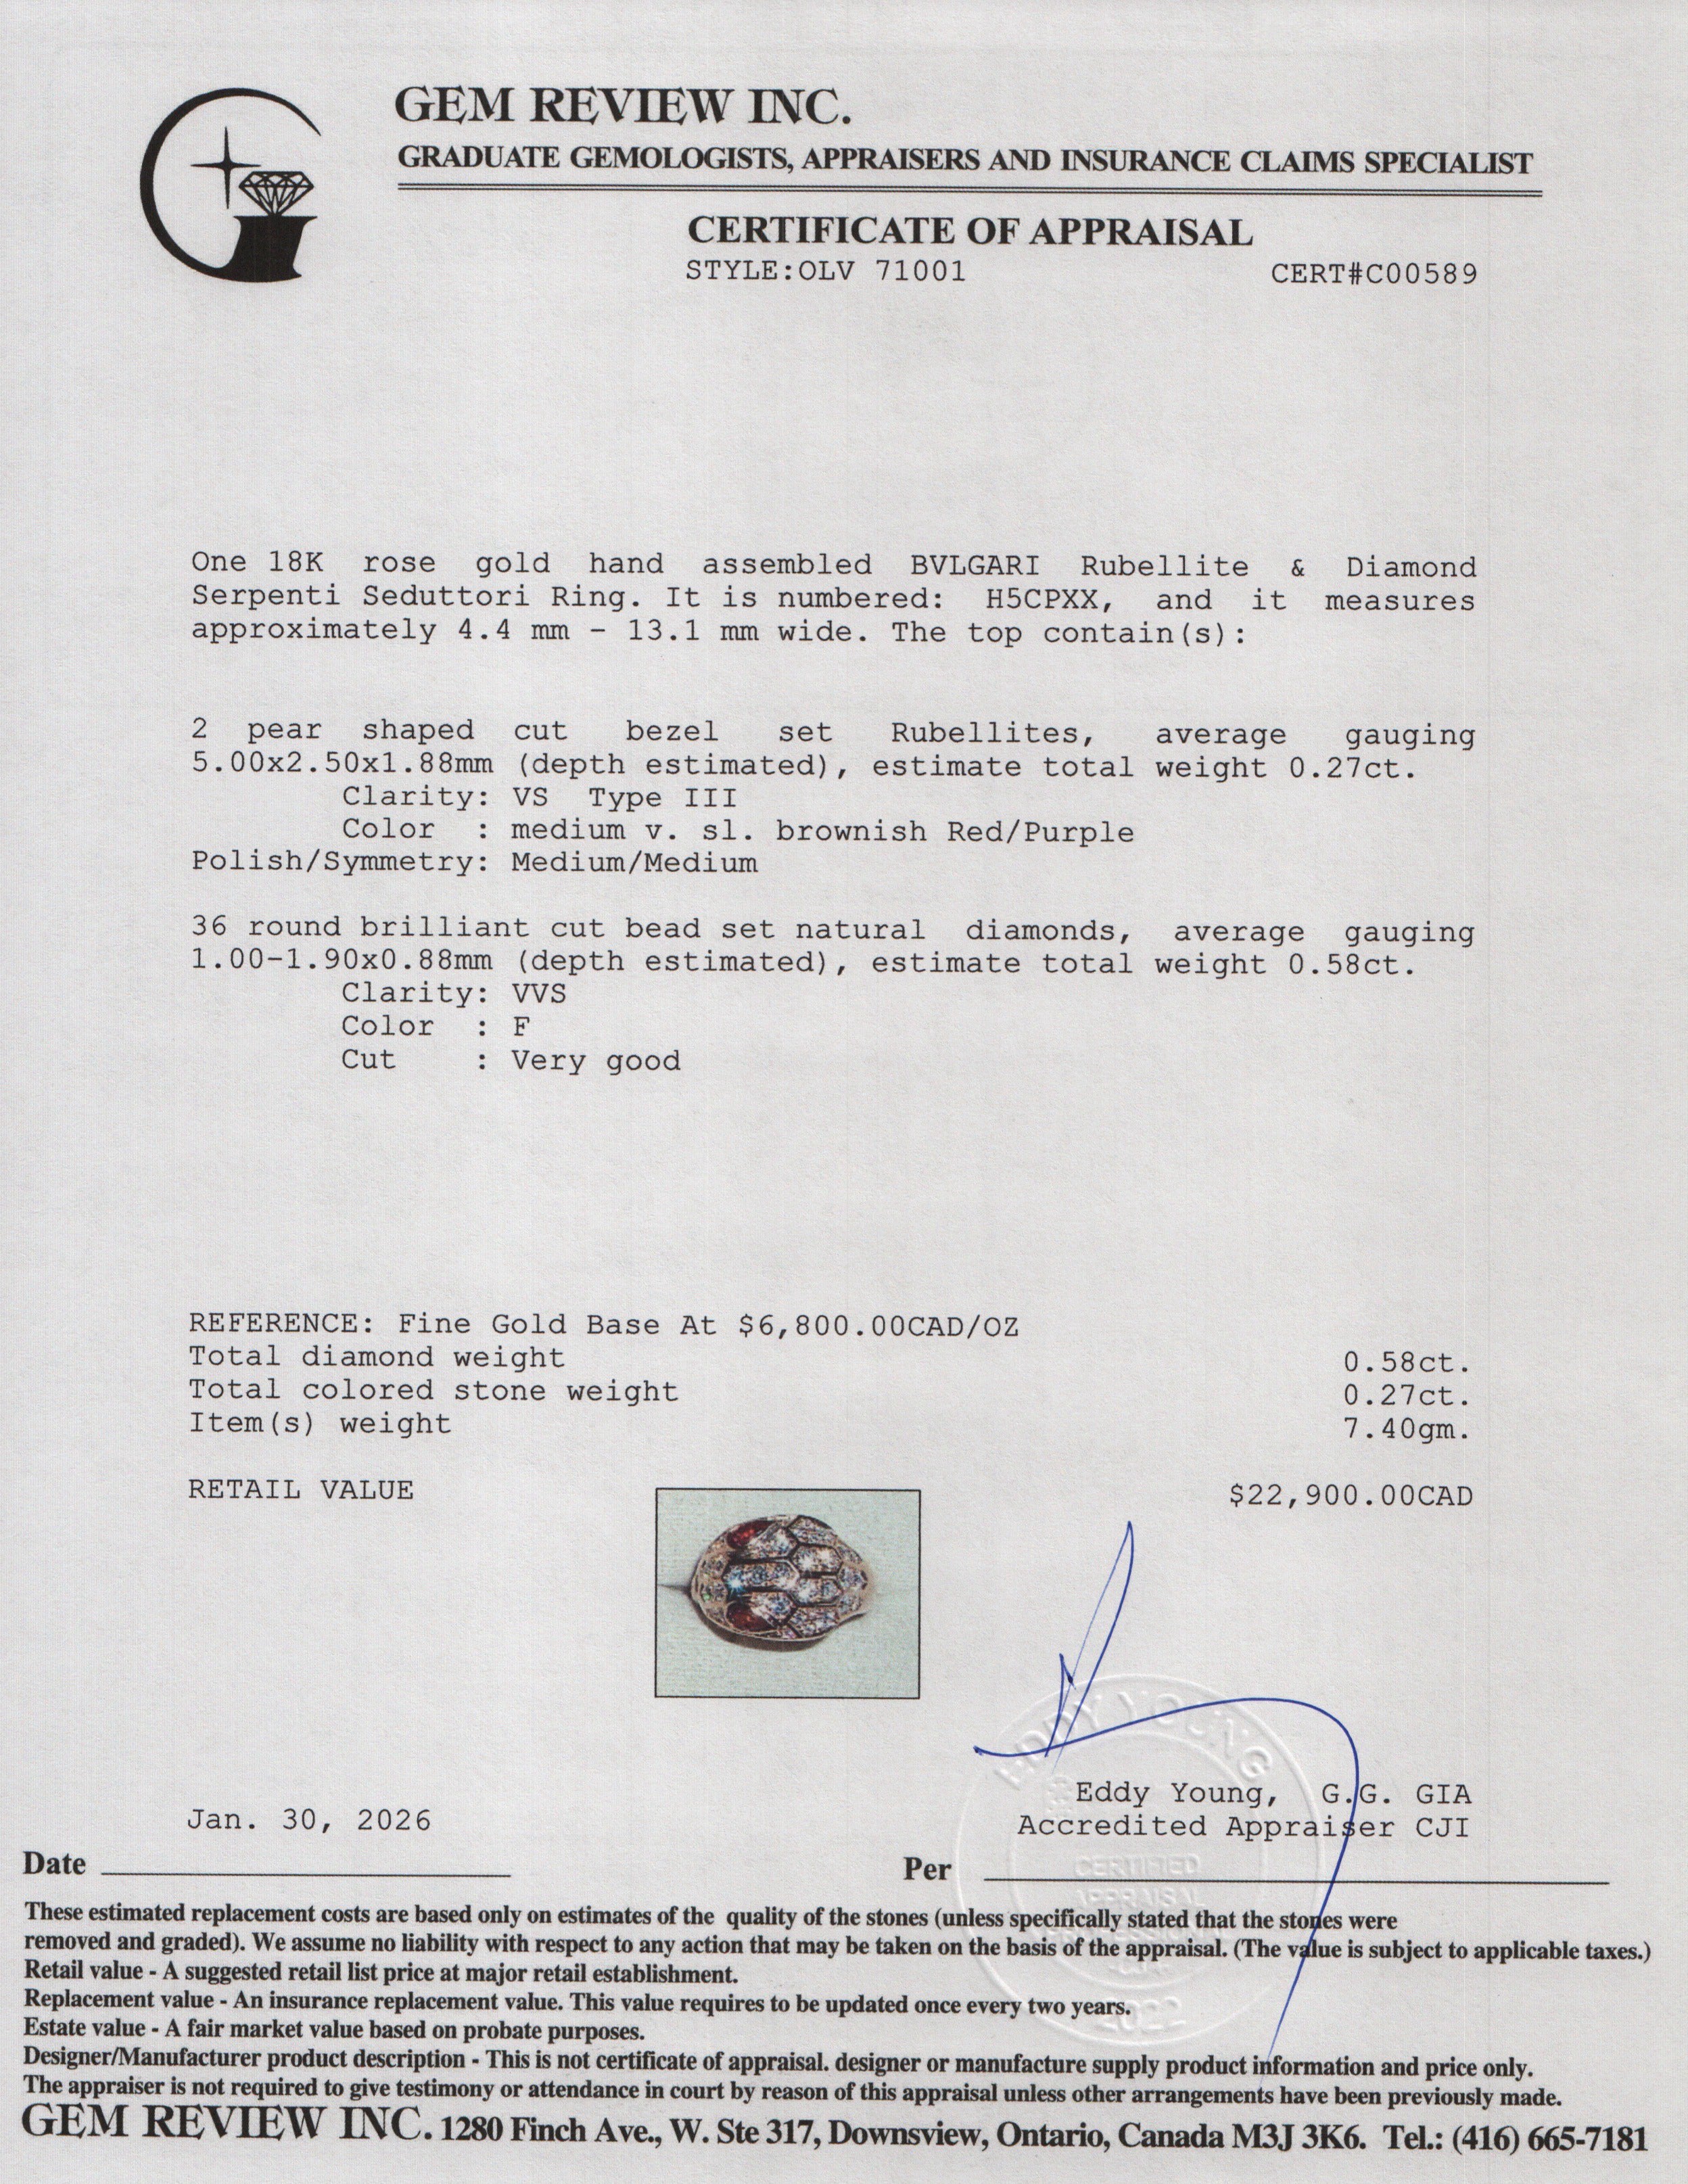 GEM REVIEW INC.
GRADUATE GEMOLOGISTS, APPRAISERS AND INSURANCE CLAIMS SPECIALIST
CERTIFICATE OF APPRAISAL
STYLE:OLV 71001 CERT#C00589
One 18K rose gold hand assembled BVLGARI Rubellite & Diamond
Serpenti Seduttori Ring. It is numbered: H5CPXX, and it measures
approximately 4.4 mm - 13.1 mm wide. The top contain(s):
2 pear shaped cut bezel set Rubellites, average gauging
5.00x2.50x1.88mm (depth estimated), estimate total weight 0.27ct.
Clarity: VS Type III
Color : medium v. sl. brownish Red/Purple
Polish/Symmetry: Medium/Medium
36 round brilliant cut bead set natural diamonds, average gauging
1.00-1.90x0.88mm (depth estimated), estimate total weight 0.58ct.
Clarity: VVS
Color : F
Cut : Very good
REFERENCE: Fine Gold Base At $6,800.00CAD/OZ
Total diamond weight 0.58ct.
Total colored stone weight 0.27ct.
Item(s) weight 7.40gm.
RETAIL VALUE $22,900.00CAD
EDDY YOUNG
Eddy Young, G.G. GIA
Jan. 30, 2026 Accredited Appraiser CJI
Date Per
CERTIFIED
APPRAISAL
PROFESSIONAL
2022
These estimated replacement costs are based only on estimates of the quality of the stones (unless specifically stated that the stones were
removed and graded). We assume no liability with respect to any action that may be taken on the basis of the appraisal. (The value is subject to applicable taxes.)
Retail value - A suggested retail list price at major retail establishment.
Replacement value - An insurance replacement value. This value requires to be updated once every two years.
Estate value - A fair market value based on probate purposes.
Designer/Manufacturer product description - This is not certificate of appraisal. designer or manufacture supply product information and price only.
The appraiser is not required to give testimony or attendance in court by reason of this appraisal unless other arrangements have been previously made.
GEM REVIEW INC. 1280 Finch Ave., W. Ste 317, Downsview, Ontario, Canada M3J 3K6. Tel.: (416) 665-7181